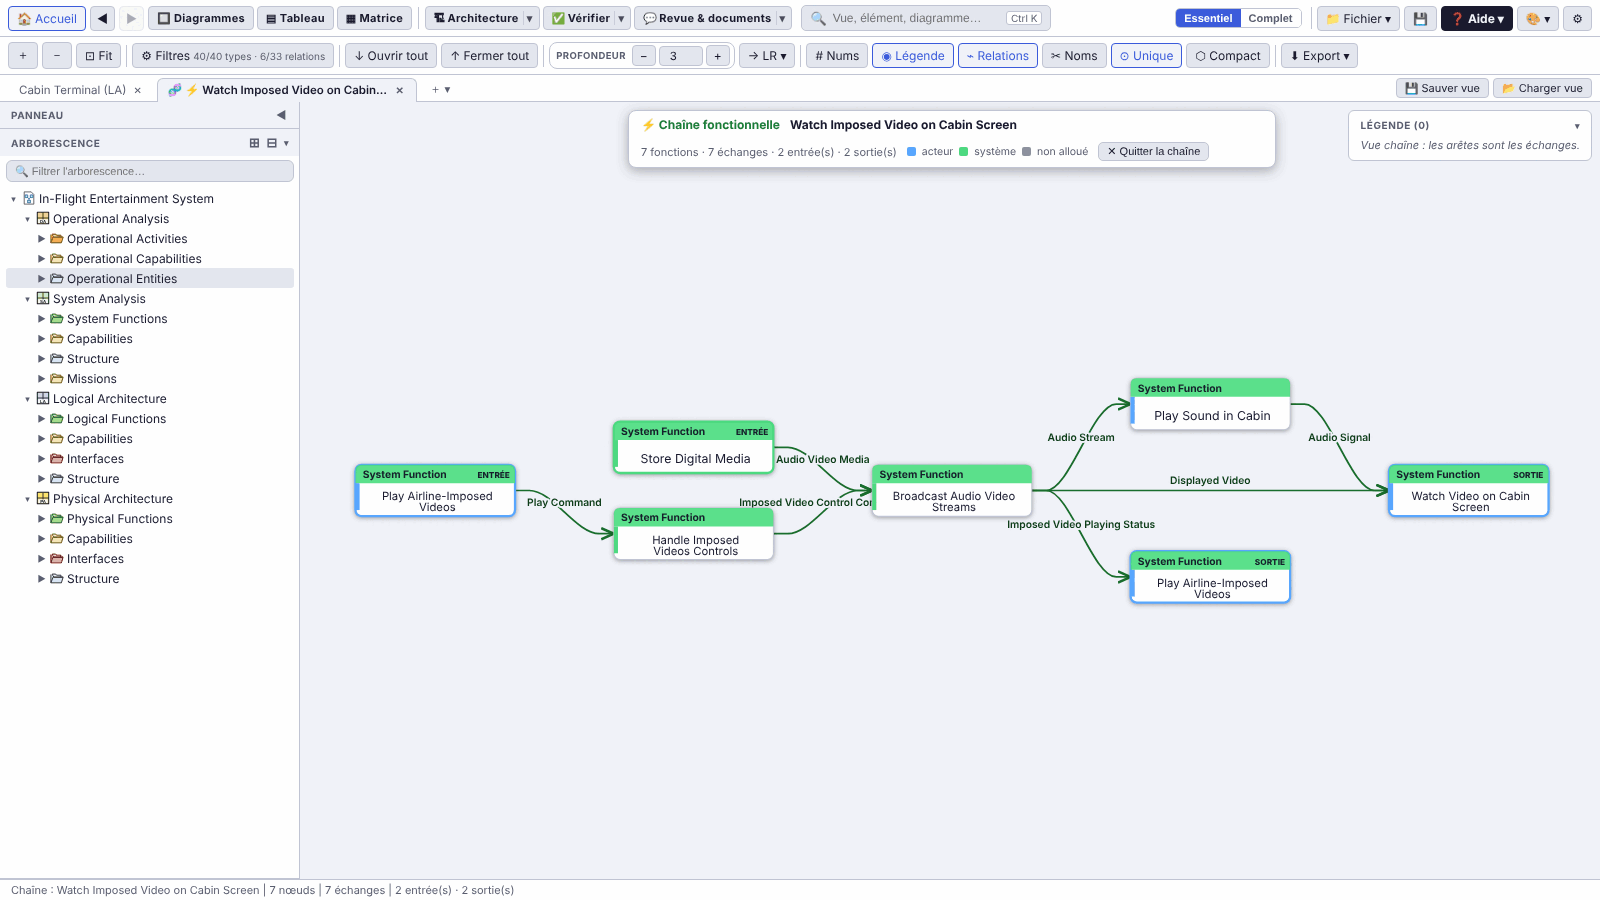 Accueil
Diagrammes
Tableau
Matrice
Architecture
Vérifier
Revue & documents
Vue, élément, diagramme…
Ctrl K
Essentiel
Complet
Fichier
Aide
+
−
Fit
Filtres 40/40 types · 6/33 relations
↓ Ouvrir tout
↑ Fermer tout
PROFONDEUR
−
3
+
→ LR
# Nums
Légende
Relations
Noms
Unique
Compact
Export
Cabin Terminal (LA) ×
Watch Imposed Video on Cabin... ×
+
Sauver vue
Charger vue
PANNEAU
ARBORESCENCE
Filtrer l'arborescence…
In-Flight Entertainment System
Operational Analysis
Operational Activities
Operational Capabilities
Operational Entities
System Analysis
System Functions
Capabilities
Structure
Missions
Logical Architecture
Logical Functions
Capabilities
Interfaces
Structure
Physical Architecture
Physical Functions
Capabilities
Interfaces
Structure
Chaîne fonctionnelle Watch Imposed Video on Cabin Screen
7 fonctions · 7 échanges · 2 entrée(s) · 2 sortie(s) acteur système non alloué
✕ Quitter la chaîne
LÉGENDE (0)
Vue chaîne : les arêtes sont les échanges.
System Function
Play Sound in Cabin
Audio Stream
Audio Signal
System Function ENTRÉE
Store Digital Media
Audio Video Media
System Function ENTRÉE
Play Airline-Imposed
Videos
Play Command
Imposed Video Control
System Function
Handle Imposed
Videos Controls
System Function
Broadcast Audio Video
Streams
Displayed Video
Imposed Video Playing Status
System Function SORTIE
Watch Video on Cabin
Screen
System Function SORTIE
Play Airline-Imposed
Videos
Chaîne : Watch Imposed Video on Cabin Screen | 7 nœuds | 7 échanges | 2 entrée(s) · 2 sortie(s)